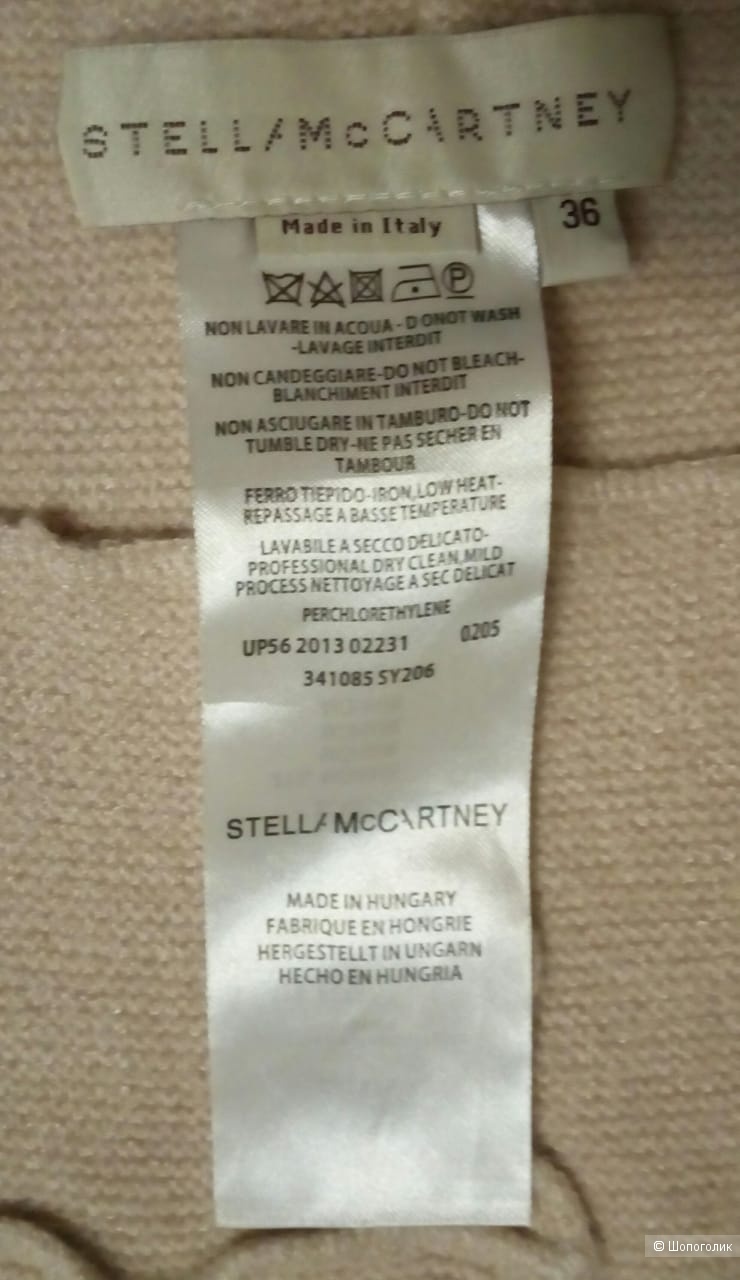 STELLA McCARTNEY
Made in Italy
36
P
NON LAVARE IN ACQUA - D ONOT WASH
-LAVAGE INTERDIT
NON CANDEGGIARE-DO NOT BLEACH-
BLANCHIMENT INTERDIT
NON ASCIUGARE IN TAMBURO-DO NOT
TUMBLE DRY-NE PAS SECHER EN
TAMBOUR
FERRO TIEPIDO-IRON,LOW HEAT-
REPASSAGE A BASSE TEMPERATURE
LAVABILE A SECCO DELICATO-
PROFESSIONAL DRY CLEAN,MILD
PROCESS NETTOYAGE A SEC DELICAT
PERCHLORETHYLENE
UP56 2013 02231 0205
341085 SY206
STELLA McCARTNEY
MADE IN HUNGARY
FABRIQUE EN HONGRIE
HERGESTELLT IN UNGARN
HECHO EN HUNGRIA
© Шопоголик